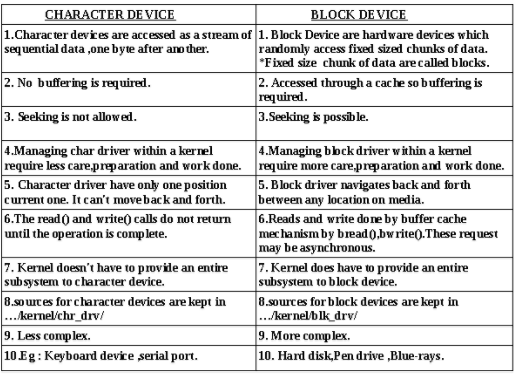 CHARACTER DEVICE
BLOCK DEVICE
1.Character devices are accessed as a stream of
sequential data ,one byte after another.
1. Block Device are hardware devices which
randomly access fixed sized chunks of data.
*Fixed size chunk of data are called blocks.
2. No buffering is required.
2. Accessed through a cache so buffering is
required.
3. Seeking is not allowed.
3.Seeking is possible.
4.Managing char driver within a kernel
require less care,preparation and work done.
4.Managing block driver within a kernel
require more care,preparation and work done.
5. Character driver have only one position
current one. It can't move back and forth.
5. Block driver navigates back and forth
between any location on media.
6.The read() and write() calls do not return
until the operation is complete.
6.Reads and write done by buffer cache
mechanism by bread(),bwrite().These request
may be asynchronous.
7. Kernel doesn't have to provide an entire
subsystem to character device.
7. Kernel does have to provide an entire
subsystem to block device.
8.sources for character devices are kept in
…/kernel/chr_drv/
8.sources for block devices are kept in
…/kernel/blk_drv/
9. Less complex.
9. More complex.
10.Eg : Keyboard device ,serial port.
10. Hard disk,Pen drive ,Blue-rays.